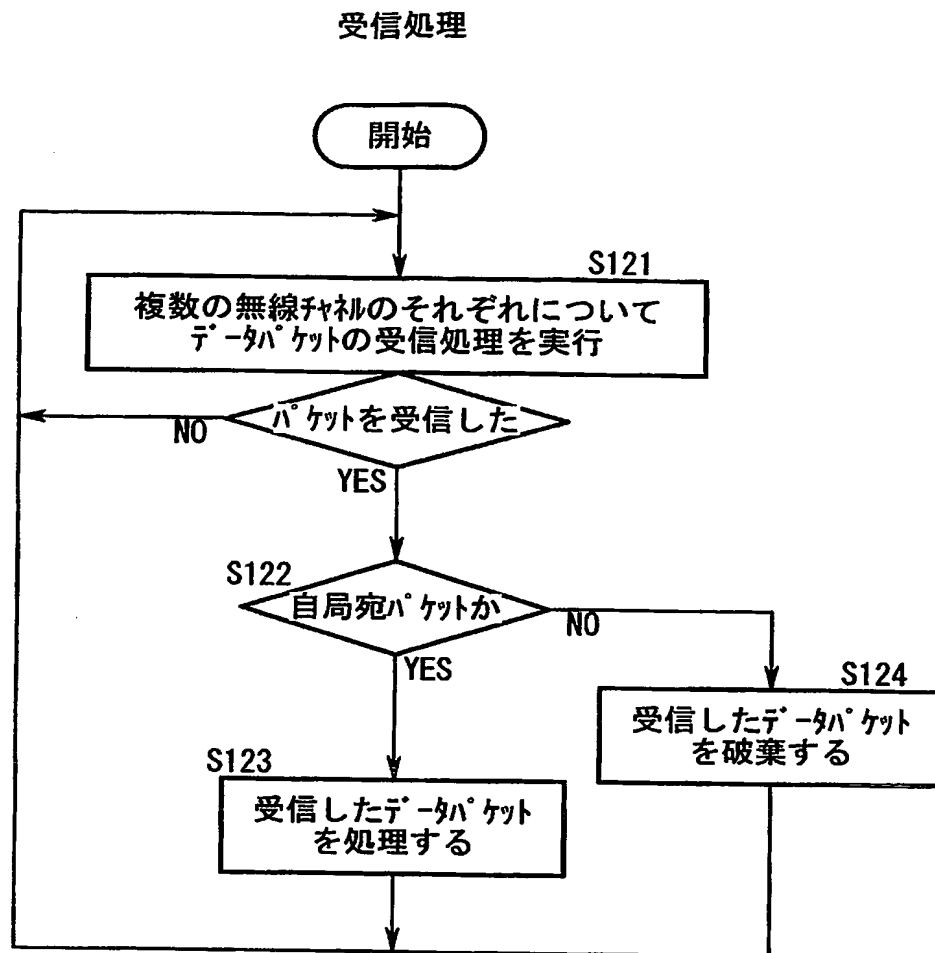 受信処理
開始
S121
複数の無線ﾁｬﾈﾙのそれぞれについて
ﾃﾞｰﾀﾊﾟｹｯﾄの受信処理を実行
ﾊﾟｹｯﾄを受信した
NO
YES
S122
自局宛ﾊﾟｹｯﾄか
NO
YES
S124
受信したﾃﾞｰﾀﾊﾟｹｯﾄ
を破棄する
S123
受信したﾃﾞｰﾀﾊﾟｹｯﾄ
を処理する